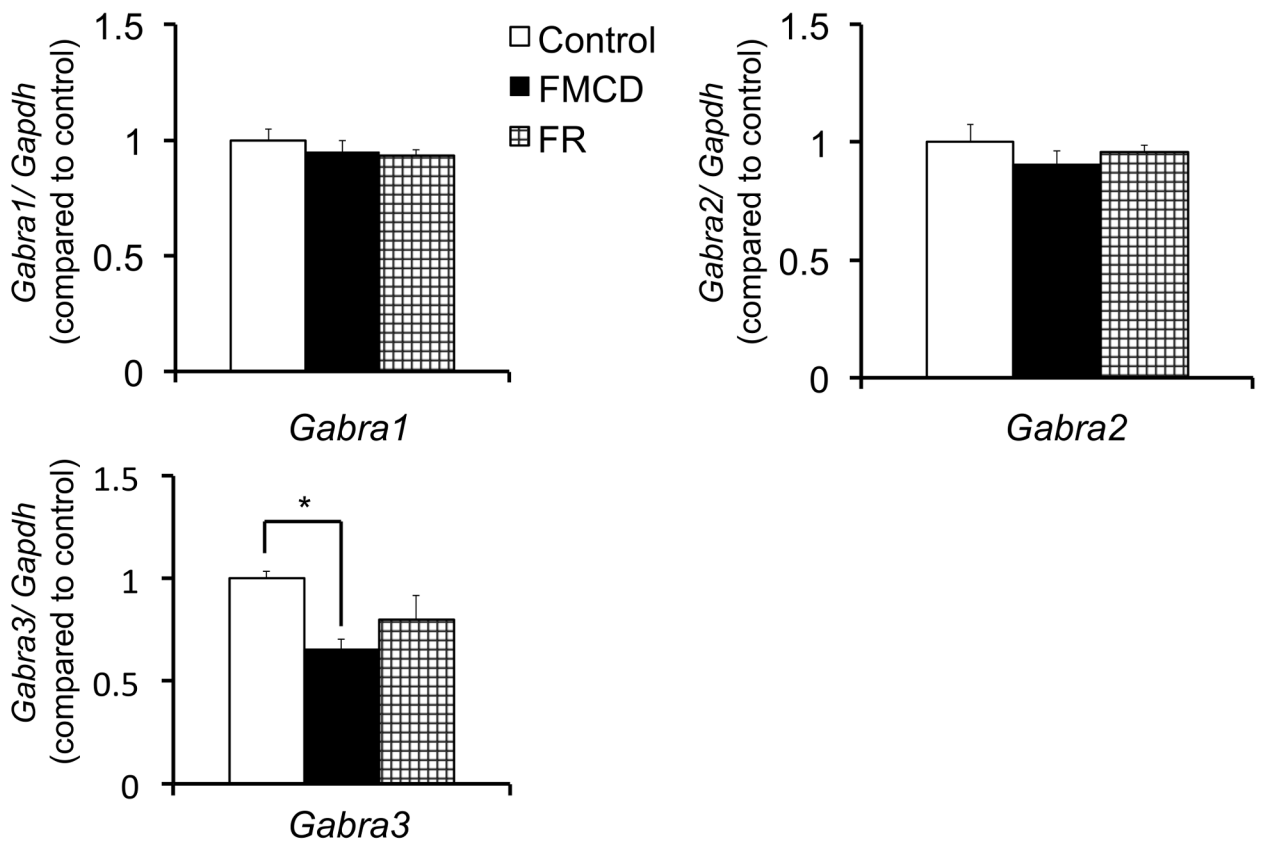 Gabra1/ Gapdh
(compared to control)
1.5
1
0.5
0
Gabra1
Control
FMCD
FR
Gabra2/ Gapdh
(compared to control)
1.5
1
0.5
0
Gabra2
Gabra3/ Gapdh
(compared to control)
1.5
1
0.5
0
*
Gabra3